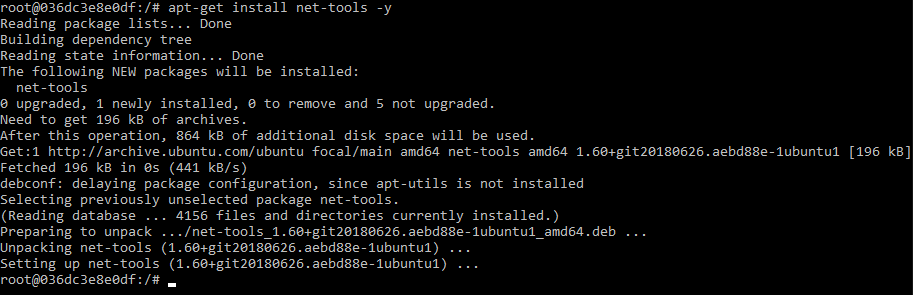 root@036dc3e8e0df:/# apt-get install net-tools -y
Reading package lists... Done
Building dependency tree
Reading state information... Done
The following NEW packages will be installed:
  net-tools
0 upgraded, 1 newly installed, 0 to remove and 5 not upgraded.
Need to get 196 kB of archives.
After this operation, 864 kB of additional disk space will be used.
Get:1 http://archive.ubuntu.com/ubuntu focal/main amd64 net-tools amd64 1.60+git20180626.aebd88e-1ubuntu1 [196 kB]
Fetched 196 kB in 0s (441 kB/s)
debconf: delaying package configuration, since apt-utils is not installed
Selecting previously unselected package net-tools.
(Reading database ... 4156 files and directories currently installed.)
Preparing to unpack .../net-tools_1.60+git20180626.aebd88e-1ubuntu1_amd64.deb ...
Unpacking net-tools (1.60+git20180626.aebd88e-1ubuntu1) ...
Setting up net-tools (1.60+git20180626.aebd88e-1ubuntu1) ...
root@036dc3e8e0df:/#